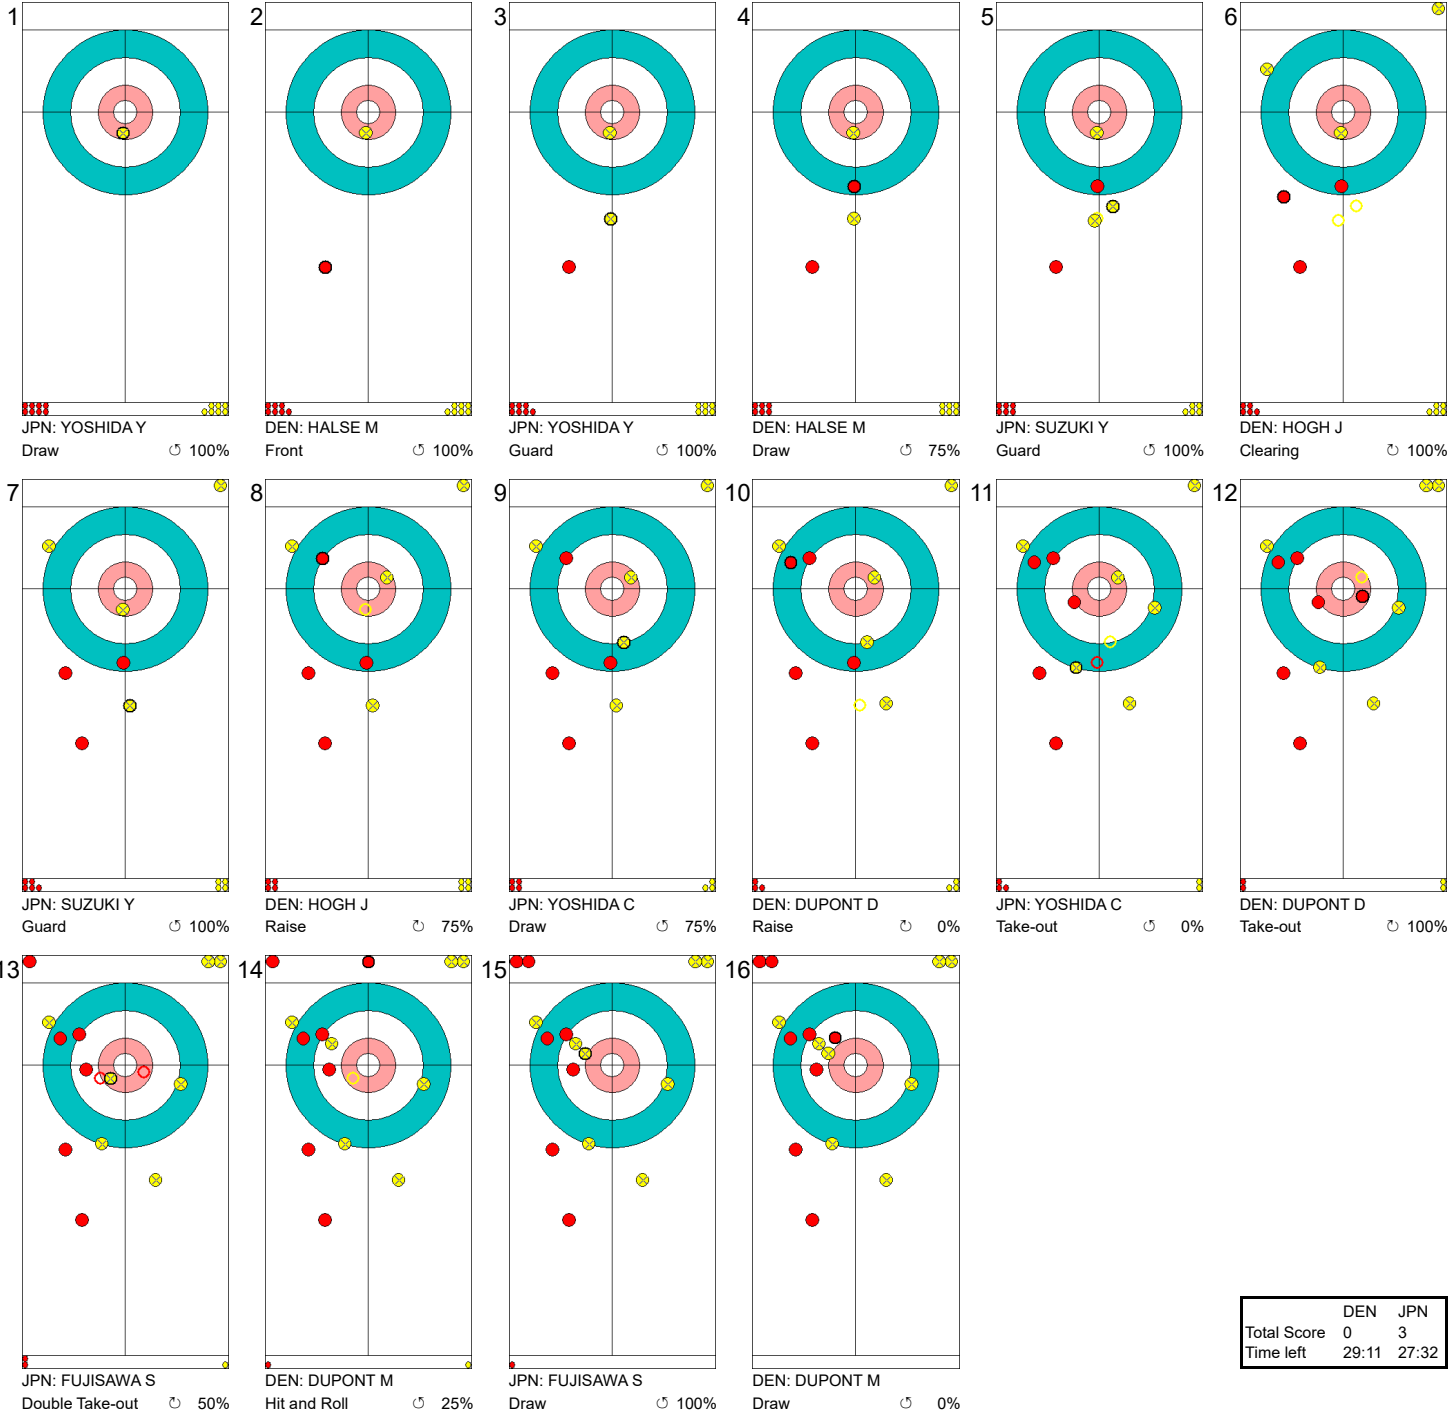 1 2 3 4 5 6
JPN: YOSHIDA Y DEN: HALSE M JPN: YOSHIDA Y DEN: HALSE M JPN: SUZUKI Y DEN: HOGH J
Draw 100% Front 100% Guard 100% Draw 75% Guard 100% Clearing 100%
7 8 9 10 11 12
JPN: SUZUKI Y DEN: HOGH J JPN: YOSHIDA C DEN: DUPONT D JPN: YOSHIDA C DEN: DUPONT D
Guard 100% Raise 75% Draw 75% Raise 0% Take-out 0% Take-out 100%
13 14 15 16
JPN: FUJISAWA S DEN: DUPONT M JPN: FUJISAWA S DEN: DUPONT M
Double Take-out 50% Hit and Roll 25% Draw 100% Draw 0%
DEN JPN
Total Score 0 3
Time left 29:11 27:32